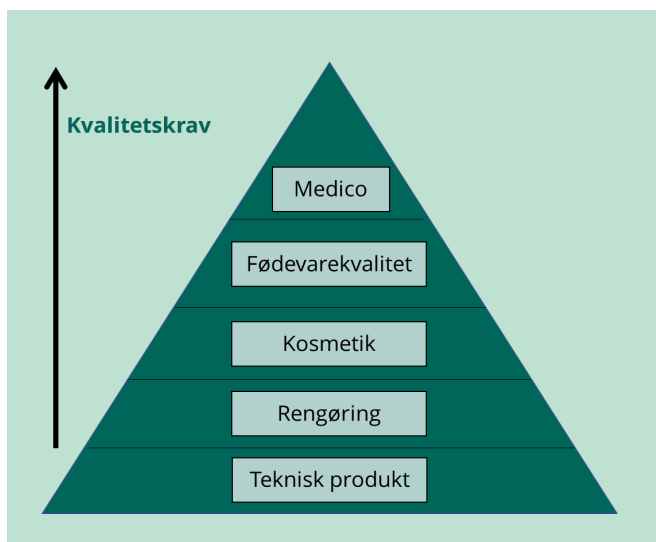 Kvalitetskrav
Medico
Fødevarekvalitet
Kosmetik
Rengøring
Teknisk produkt